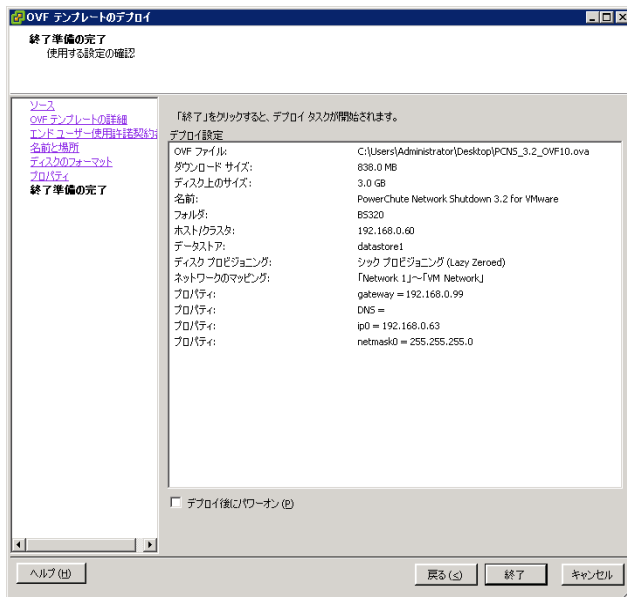 OVF テンプレートのデプロイ
終了準備の完了
使用する設定の確認
ソース
OVF テンプレートの詳細
エンド ユーザー使用許諾契約
名前と場所
ディスクのフォーマット
プロパティ
終了準備の完了
「終了」をクリックすると、デプロイ タスクが開始されます。
デプロイ設定
OVF ファイル: C:\Users\Administrator\Desktop\PCNS_3.2_OVF10.ova
ダウンロード サイズ: 838.0 MB
ディスク上のサイズ: 3.0 GB
名前: PowerChute Network Shutdown 3.2 for VMware
フォルダ: BS320
ホスト/クラスタ: 192.168.0.60
データストア: datastore1
ディスク プロビジョニング: シック プロビジョニング (Lazy Zeroed)
ネットワークのマッピング: 「Network 1」～「VM Network」
プロパティ: gateway = 192.168.0.99
プロパティ: DNS =
プロパティ: ip0 = 192.168.0.63
プロパティ: netmask0 = 255.255.255.0
デプロイ後にパワーオン (P)
ヘルプ (H) 戻る (<) 終了 キャンセル